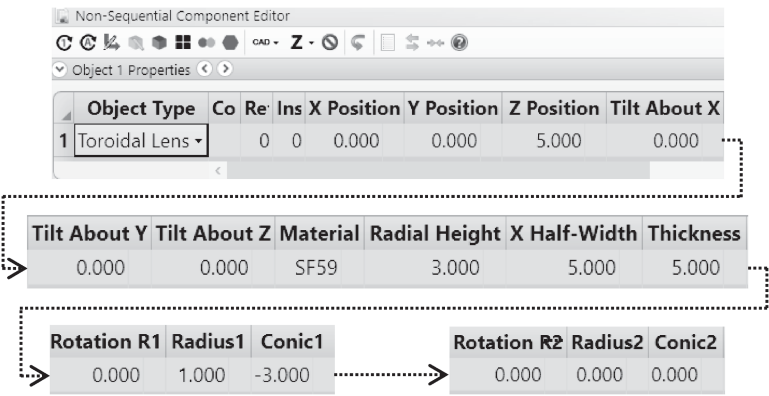 Non-Sequential Component Editor
CAD Z
Object 1 Properties
Object Type Co Re Ins X Position Y Position Z Position Tilt About X
1 Toroidal Lens 0 0 0.000 0.000 5.000 0.000
Tilt About Y Tilt About Z Material Radial Height X Half-Width Thickness
0.000 0.000 SF59 3.000 5.000 5.000
Rotation R1 Radius1 Conic1 Rotation R2 Radius2 Conic2
0.000 1.000 -3.000 0.000 0.000 0.000